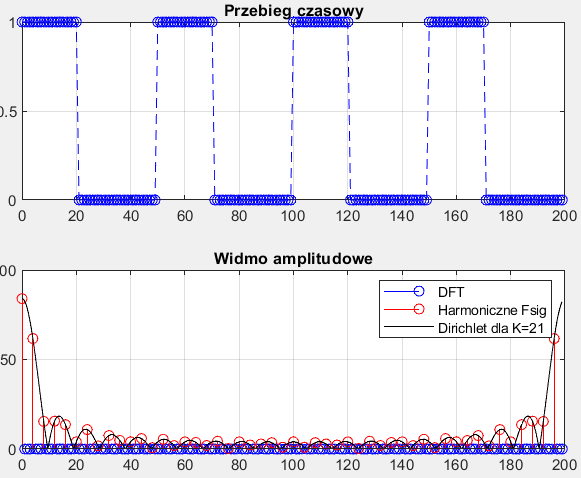 Przebieg czasowy
1
0.5
0
0 20 40 60 80 100 120 140 160 180 200
Widmo amplitudowe
00
50
0
DFT
Harmoniczne Fsig
Dirichlet dla K=21
0 20 40 60 80 100 120 140 160 180 200